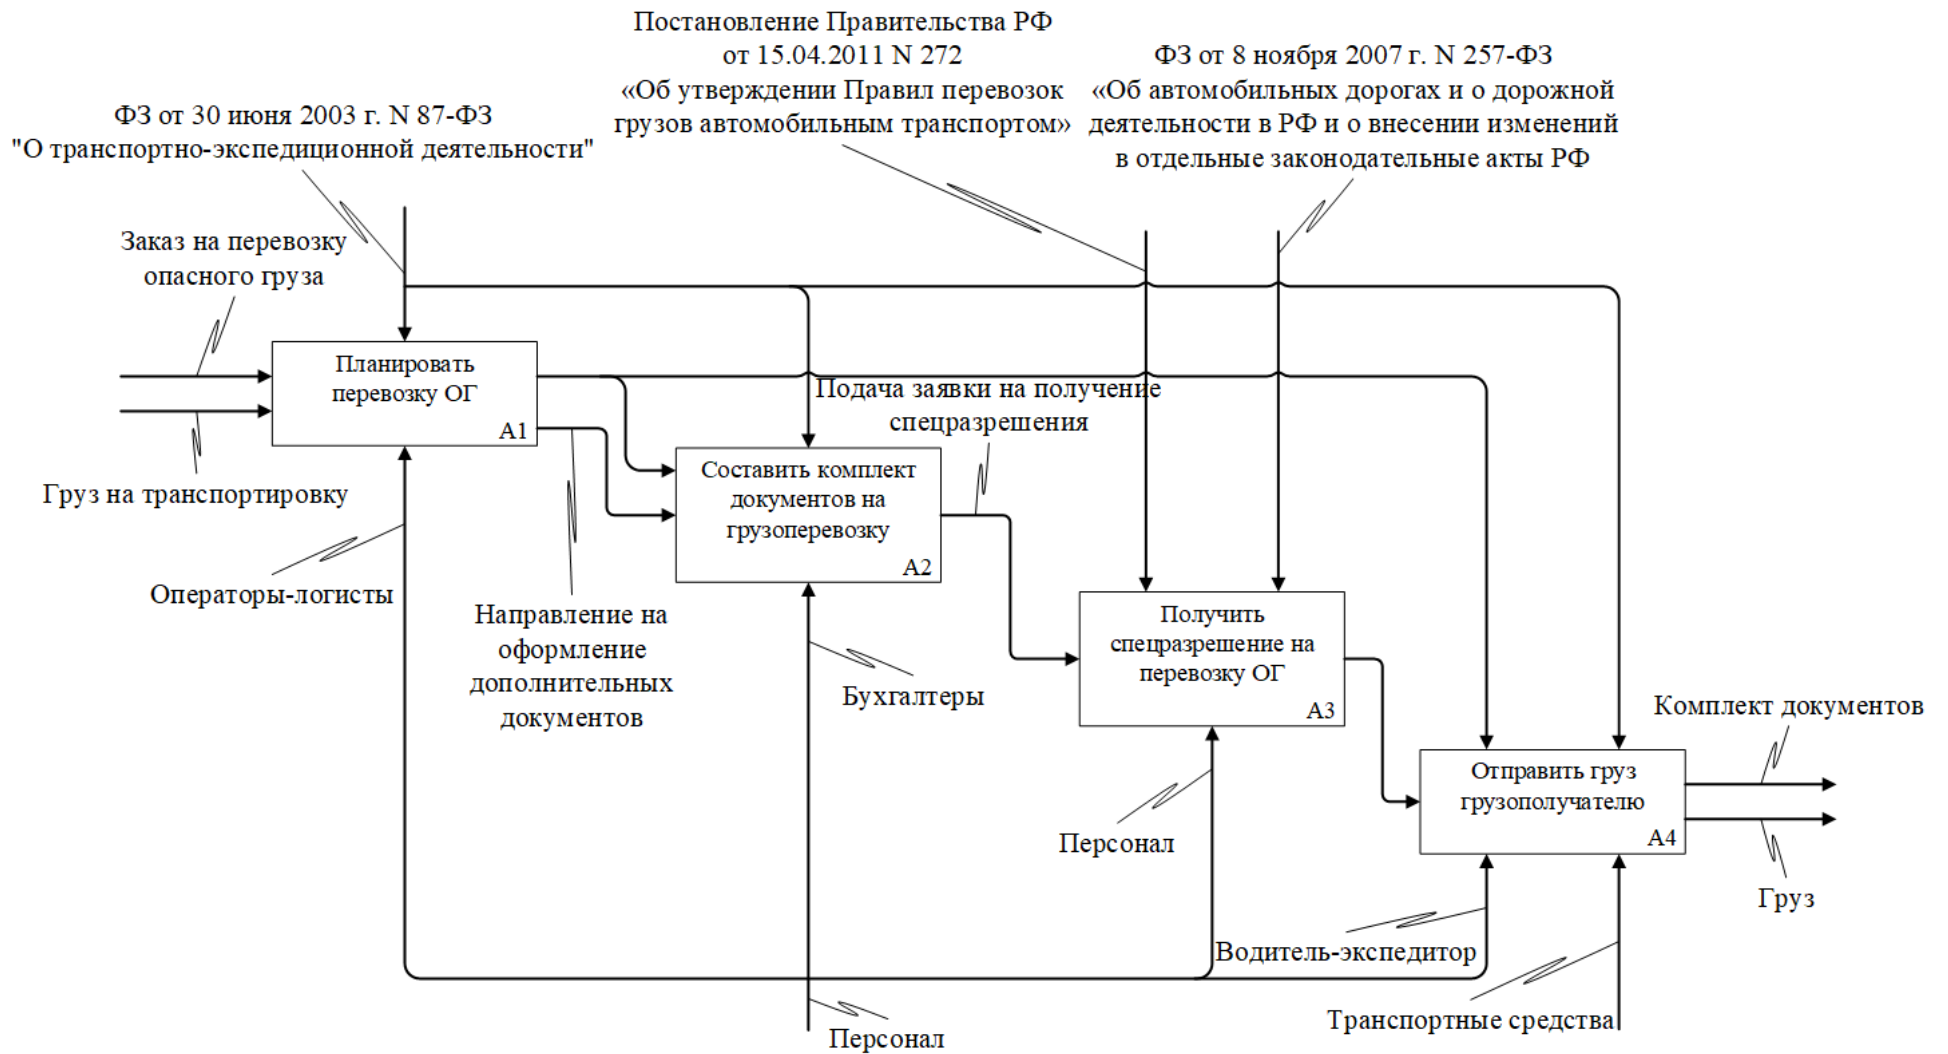 Постановление Правительства РФ
от 15.04.2011 N 272
«Об утверждении Правил перевозок
грузов автомобильным транспортом»
ФЗ от 8 ноября 2007 г. N 257-ФЗ
«Об автомобильных дорогах и о дорожной
деятельности в РФ и о внесении изменений
в отдельные законодательные акты РФ
ФЗ от 30 июня 2003 г. N 87-ФЗ
"О транспортно-экспедиционной деятельности"
Заказ на перевозку
опасного груза
Планировать
перевозку ОГ
А1
Груз на транспортировку
Подача заявки на получение
спецразрешения
Составить комплект
документов на
грузоперевозку
А2
Операторы-логисты
Направление на
оформление
дополнительных
документов
Бухгалтеры
Получить
спецразрешение на
перевозку ОГ
А3
Комплект документов
Отправить груз
грузополучателю
А4
Персонал
Груз
Водитель-экспедитор
Транспортные средства
Персонал